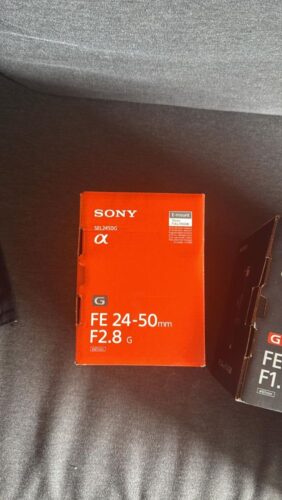 SONY
SEL2450G
α
E-mount
G
FE 24-50mm
F2.8 G
G
FE
F1.